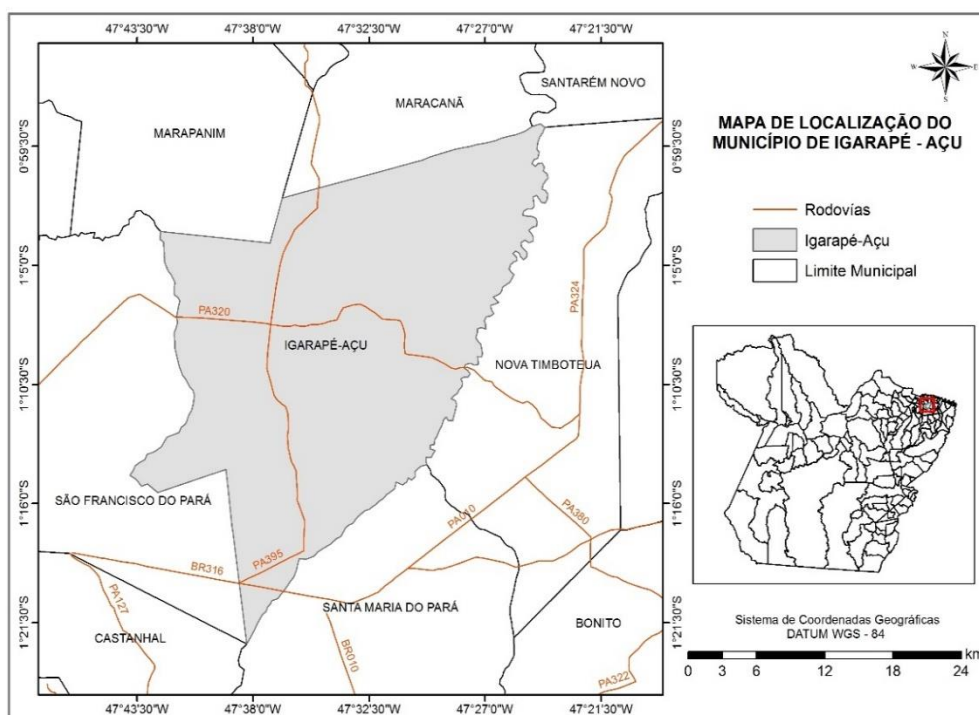 47°43'30"W 47°38'0"W 47°32'30"W 47°27'0"W 47°21'30"W
N
W E
S
SANTARÉM NOVO
MARACANÃ
MARAPANIM
MAPA DE LOCALIZAÇÃO DO
MUNICÍPIO DE IGARAPÉ - AÇU
0°59'30"S 0°59'30"S
Rodovías
Igarapé-Açu
Limite Municipal
1°5'0"S 1°5'0"S
PA324
PA320
IGARAPÉ-AÇU
NOVA TIMBOTEUA
1°10'30"S 1°10'30"S
SÃO FRANCISCO DO PARÁ
1°16'0"S 1°16'0"S
PA010
PA380
PA395
BR316
PA127
SANTA MARIA DO PARÁ
BONITO
1°21'30"S 1°21'30"S
CASTANHAL
BR010
PA322
Sistema de Coordenadas Geográficas
DATUM WGS - 84
km
0 3 6 12 18 24
47°43'30"W 47°38'0"W 47°32'30"W 47°27'0"W 47°21'30"W